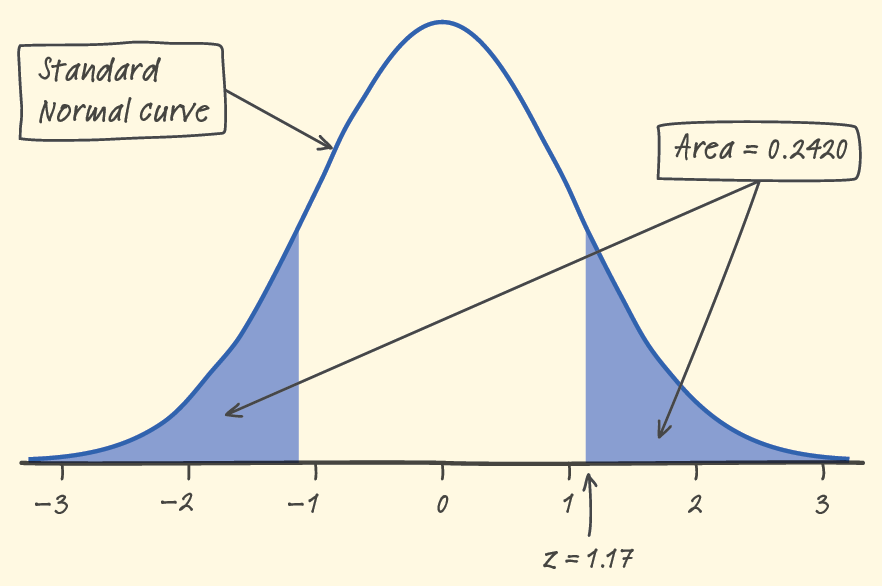 Standard
Normal curve
Area = 0.2420
−3 −2 −1 0 1 2 3
z = 1.17